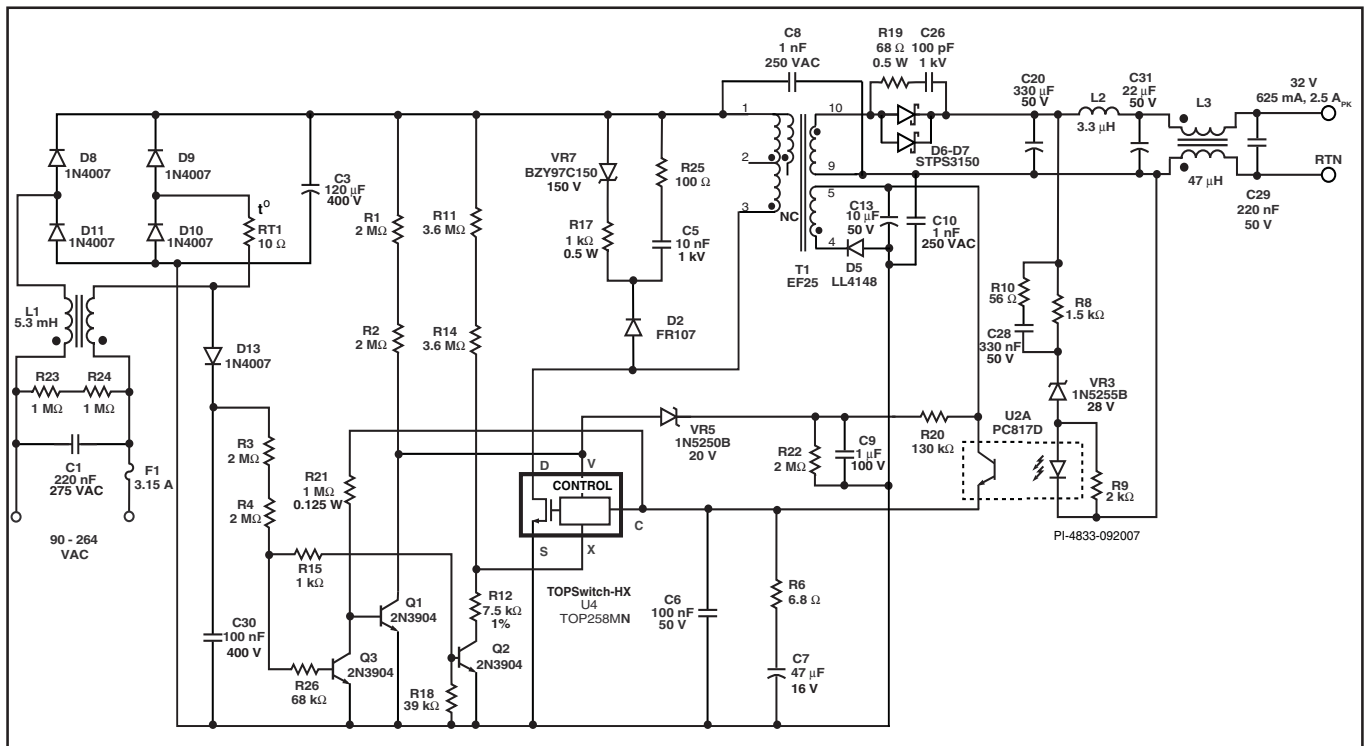 C8
1 nF
250 VAC
R19
68 Ω
0.5 W
C26
100 pF
1 kV
C20
330 μF
50 V
C31
22 μF
50 V
L2
3.3 μH
L3
47 μH
32 V
625 mA, 2.5 APK
RTN
C29
220 nF
50 V
D8
1N4007
D9
1N4007
C3
120 μF
400 V
D11
1N4007
D10
1N4007
tO
RT1
10 Ω
R1
2 MΩ
R11
3.6 MΩ
VR7
BZY97C150
150 V
R25
100 Ω
R17
1 kΩ
0.5 W
C5
10 nF
1 kV
1
2
3
NC
10
9
5
4
D6-D7
STPS3150
C13
10 μF
50 V
C10
1 nF
250 VAC
T1
EF25
D5
LL4148
L1
5.3 mH
R2
2 MΩ
R14
3.6 MΩ
D2
FR107
R10
56 Ω
R8
1.5 kΩ
C28
330 nF
50 V
D13
1N4007
R23
1 MΩ
R24
1 MΩ
C1
220 nF
275 VAC
F1
3.15 A
90 - 264
VAC
R3
2 MΩ
R4
2 MΩ
R21
1 MΩ
0.125 W
VR5
1N5250B
20 V
R22
2 MΩ
C9
1 μF
100 V
R20
130 kΩ
U2A
PC817D
VR3
1N5255B
28 V
R9
2 kΩ
PI-4833-092007
D
V
CONTROL
C
S
X
TOPSwitch-HX
U4
TOP258MN
R15
1 kΩ
R12
7.5 kΩ
1%
C6
100 nF
50 V
R6
6.8 Ω
C7
47 μF
16 V
C30
100 nF
400 V
Q1
2N3904
Q3
2N3904
Q2
2N3904
R26
68 kΩ
R18
39 kΩ